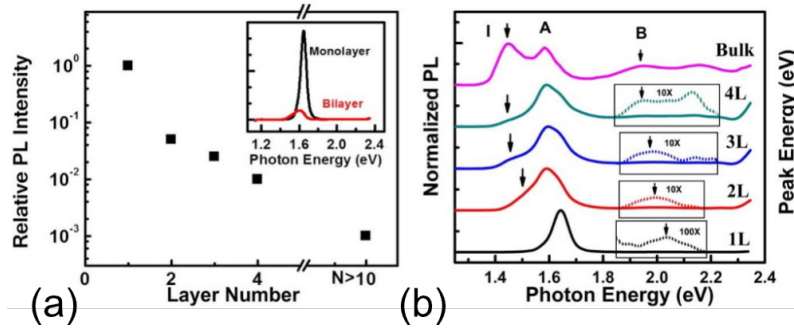 Relative PL Intensity
10⁰
10⁻¹
10⁻²
10⁻³
0
2
4
N>10
Layer Number
Monolayer
Bilayer
1.2 1.6 2.0 2.4
Photon Energy (eV)
(a)
Normalized PL
I A B
Bulk
4L
10X
3L
10X
2L
10X
1L
100X
1.4 1.6 1.8 2.0 2.2 2.4
Photon Energy (eV)
(b)
Peak Energy (eV)